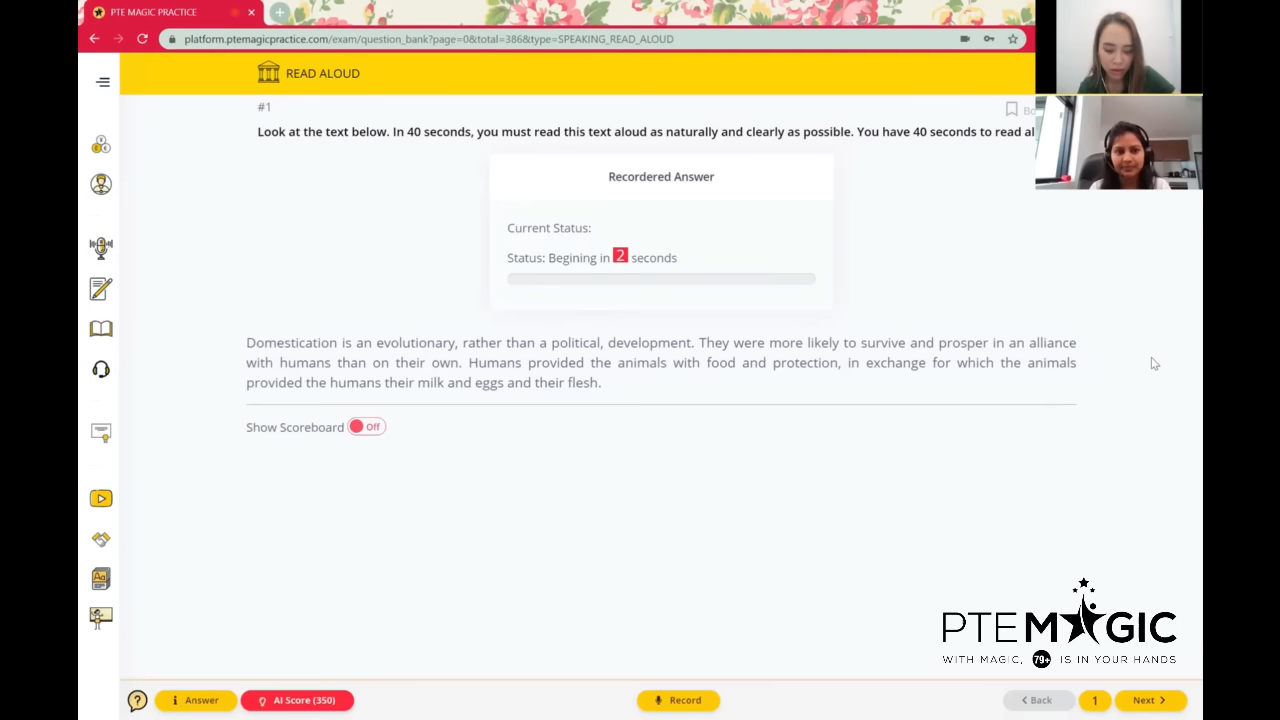 PTE MAGIC PRACTICE
platform.ptemagicpractice.com/exam/question_bank?page=0&total=386&type=SPEAKING_READ_ALOUD
READ ALOUD
#1
Bo
Look at the text below. In 40 seconds, you must read this text aloud as naturally and clearly as possible. You have 40 seconds to read al
Recordered Answer
Current Status:
Status: Begining in 2 seconds
Domestication is an evolutionary, rather than a political, development. They were more likely to survive and prosper in an alliance
with humans than on their own. Humans provided the animals with food and protection, in exchange for which the animals
provided the humans their milk and eggs and their flesh.
Show Scoreboard Off
PTE MAGIC
WITH MAGIC, 79+ IS IN YOUR HANDS
? i Answer AI Score (350) Record Back 1 Next